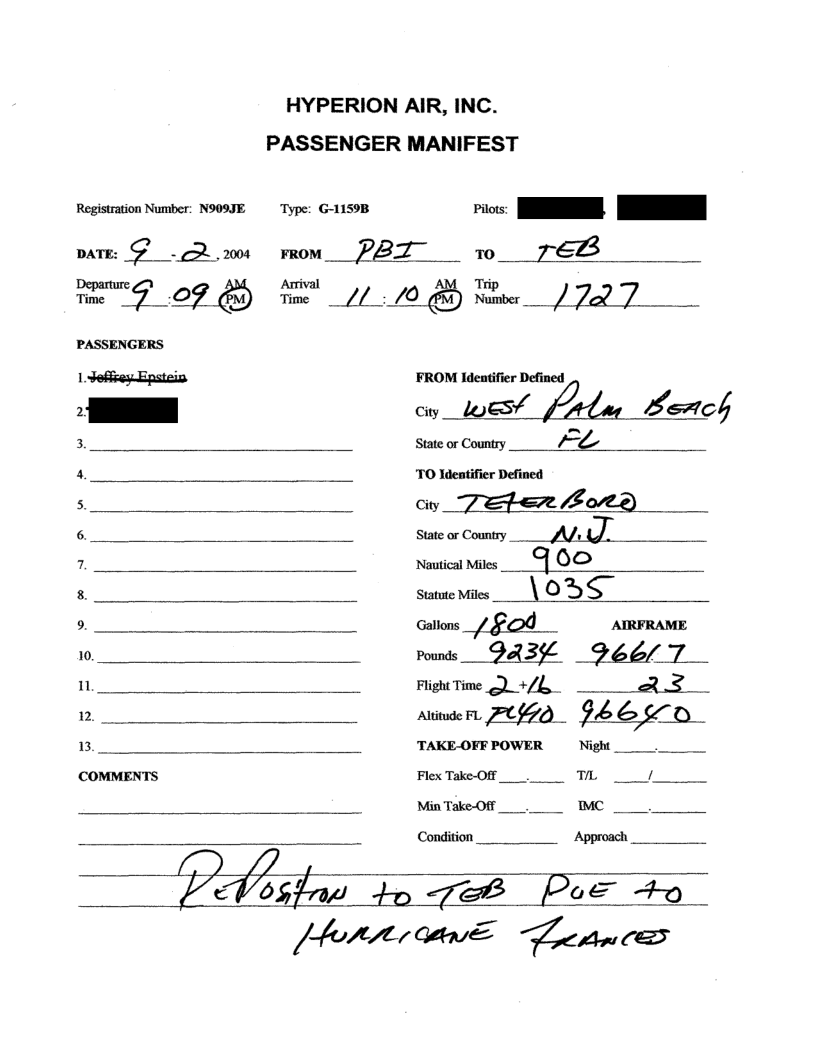 HYPERION AIR, INC.
PASSENGER MANIFEST
Registration Number: N909JE Type: G-1159B Pilots: ,
DATE: 9 - 2, 2004 FROM PBI TO TEB
Departure Time 9 : 09 AM PM Arrival Time 11 : 10 AM PM Trip Number 1727
PASSENGERS
1. Jeffrey Epstein FROM Identifier Defined
2. City WEST PALM BEACH
3. State or Country FL
4. TO Identifier Defined
5. City TETERBORO
6. State or Country N.J.
7. Nautical Miles 900
8. Statute Miles 1035
9. Gallons 1800 AIRFRAME
10. Pounds 9234 9661.7
11. Flight Time 2+16 23
12. Altitude FL FL410 96640
13. TAKE-OFF POWER Night .
COMMENTS Flex Take-Off . T/L /
Min Take-Off . IMC .
Condition Approach
REPOSITION TO TEB DUE TO
HURRICANE FRANCES